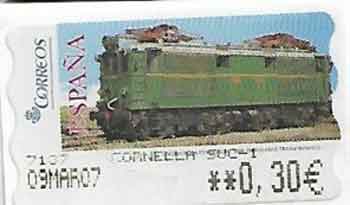 CORREOS
ESPAÑA
7137 CORNELLA SUC-1
09MAR07
**0,30€